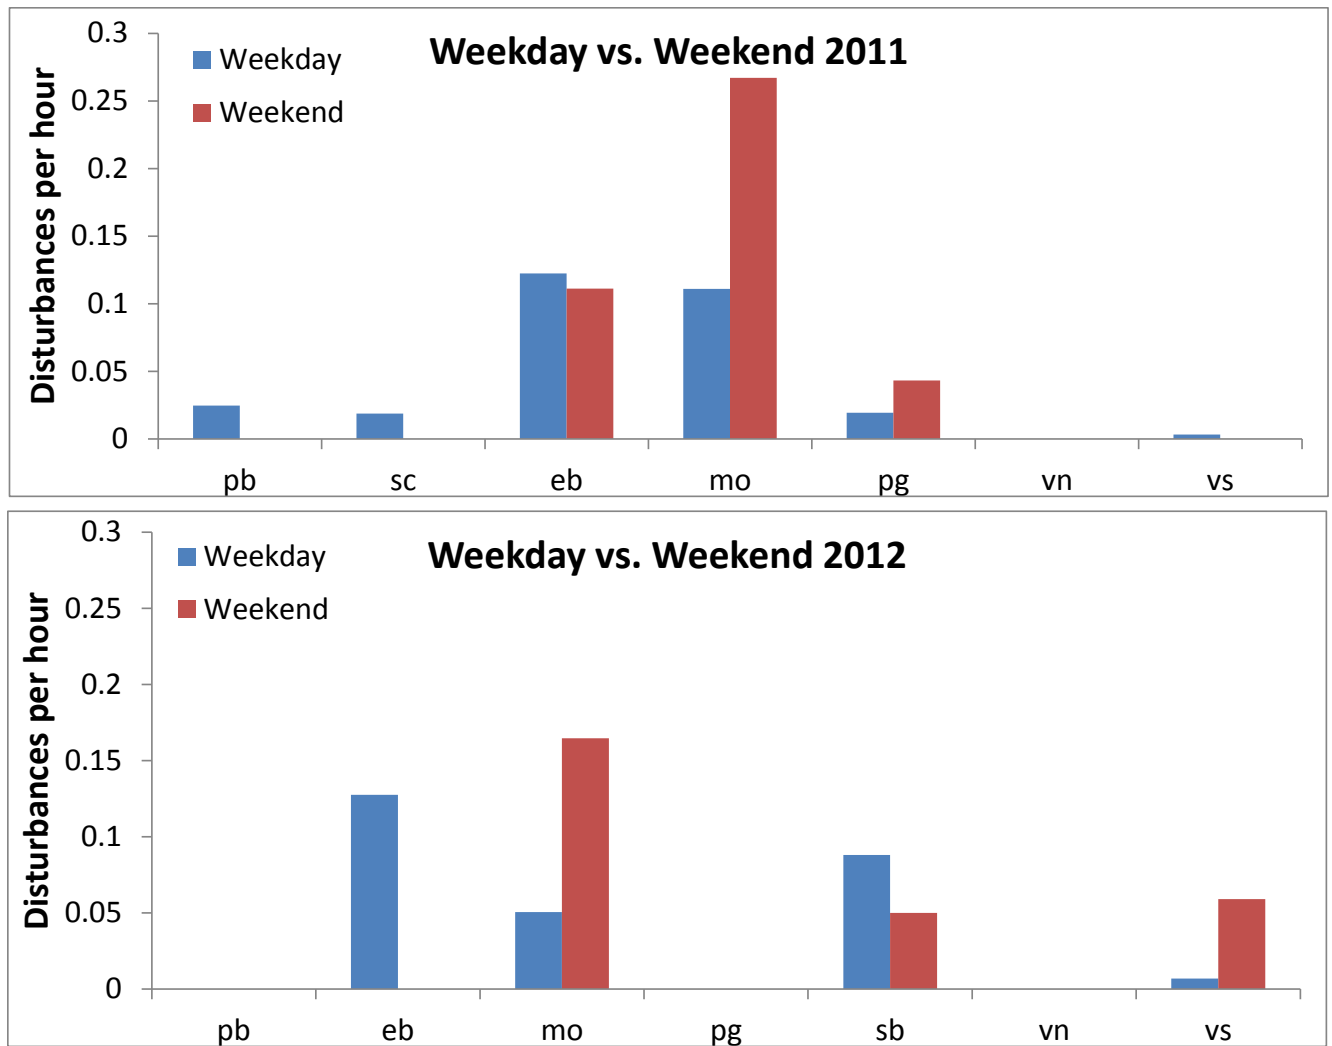 Weekday vs. Weekend 2011
Weekday
Weekend
Disturbances per hour
0.3
0.25
0.2
0.15
0.1
0.05
0
pb sc eb mo pg vn vs
Weekday vs. Weekend 2012
Weekday
Weekend
Disturbances per hour
0.3
0.25
0.2
0.15
0.1
0.05
0
pb eb mo pg sb vn vs